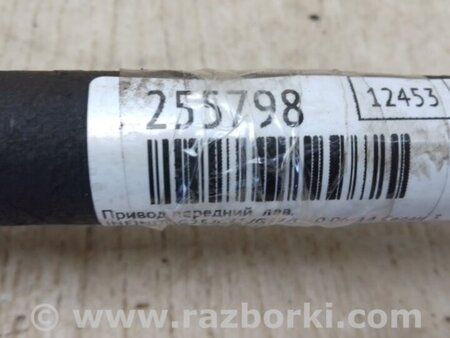 255798
12453
Привод передний лев.
© www.razborki.com